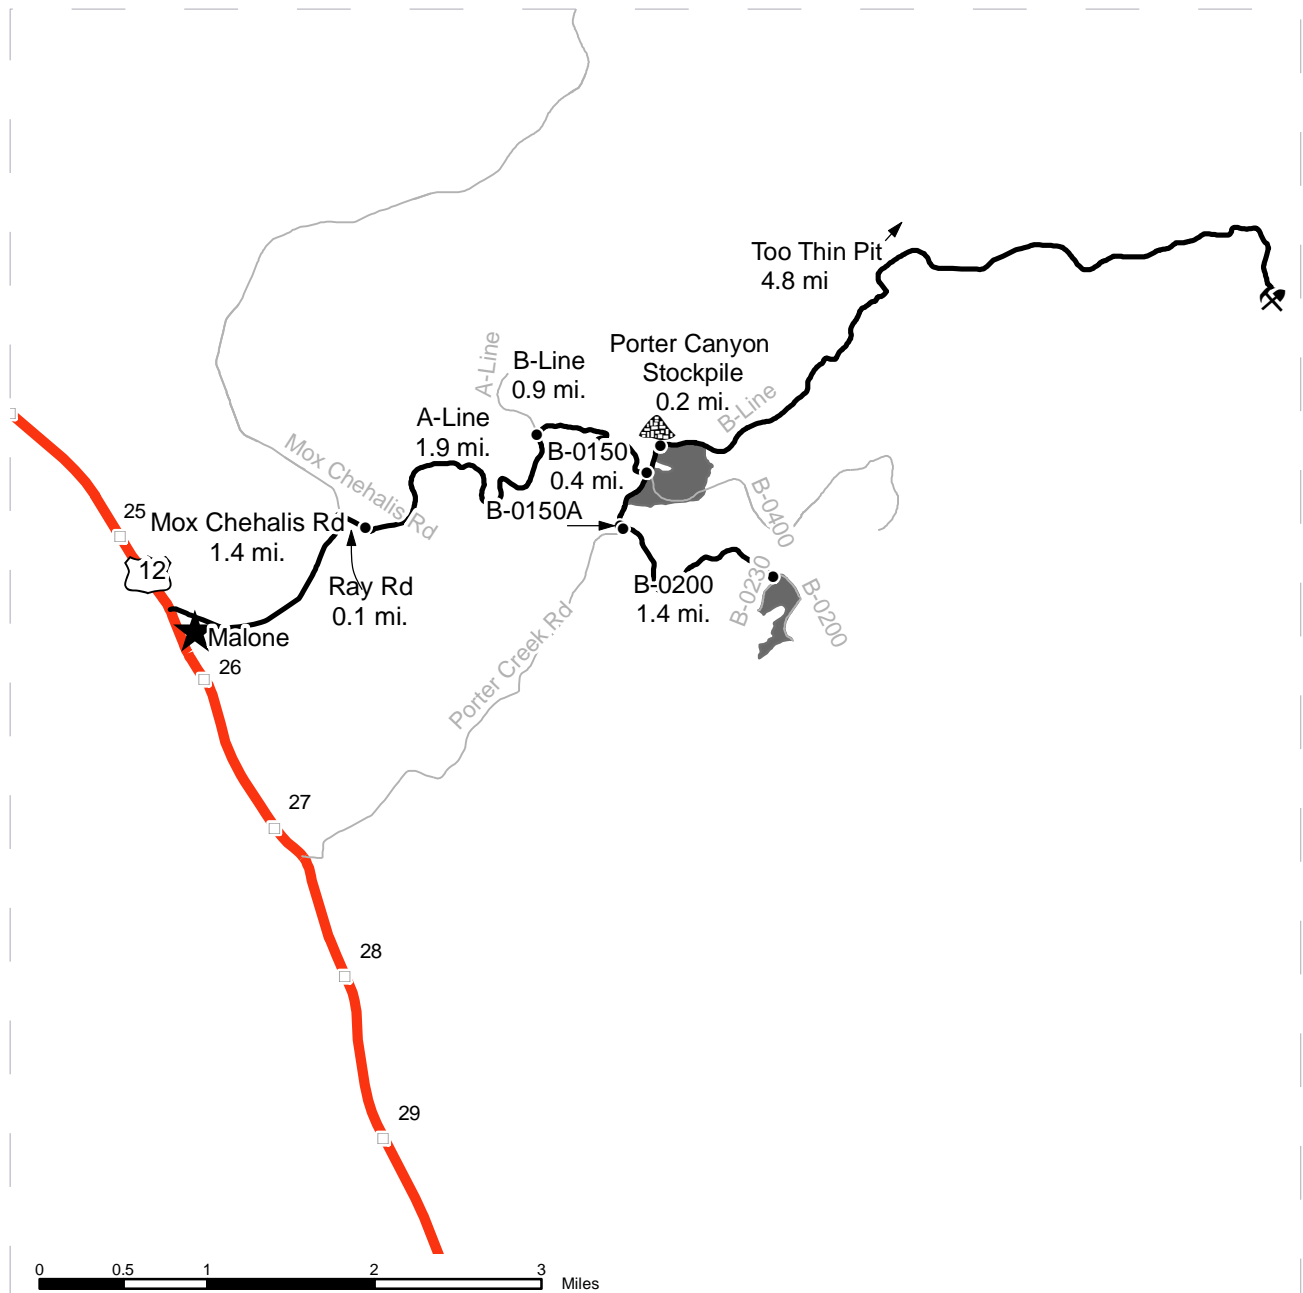 Too Thin Pit
4.8 mi
Porter Canyon
Stockpile
0.2 mi.
A-Line
B-Line
0.9 mi.
B-Line
A-Line
1.9 mi.
Mox Chehalis Rd
B-0150
0.4 mi.
B-0150A
B-0400
25
Mox Chehalis Rd
1.4 mi.
12
Ray Rd
0.1 mi.
B-0200
1.4 mi.
B-0230
B-0200
Malone
26
Porter Creek Rd
27
28
29
0 0.5 1 2 3
Miles